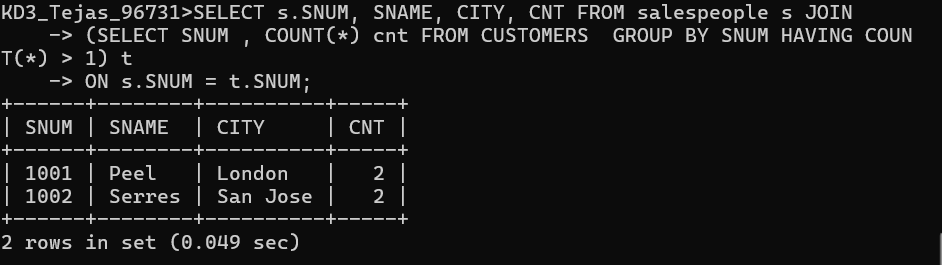 KD3_Tejas_96731>SELECT s.SNUM, SNAME, CITY, CNT FROM salespeople s JOIN
    -> (SELECT SNUM , COUNT(*) cnt FROM CUSTOMERS  GROUP BY SNUM HAVING COUN
T(*) > 1) t
    -> ON s.SNUM = t.SNUM;
+------+--------+----------+-----+
| SNUM | SNAME  | CITY     | CNT |
+------+--------+----------+-----+
| 1001 | Peel   | London   |   2 |
| 1002 | Serres | San Jose |   2 |
+------+--------+----------+-----+
2 rows in set (0.049 sec)